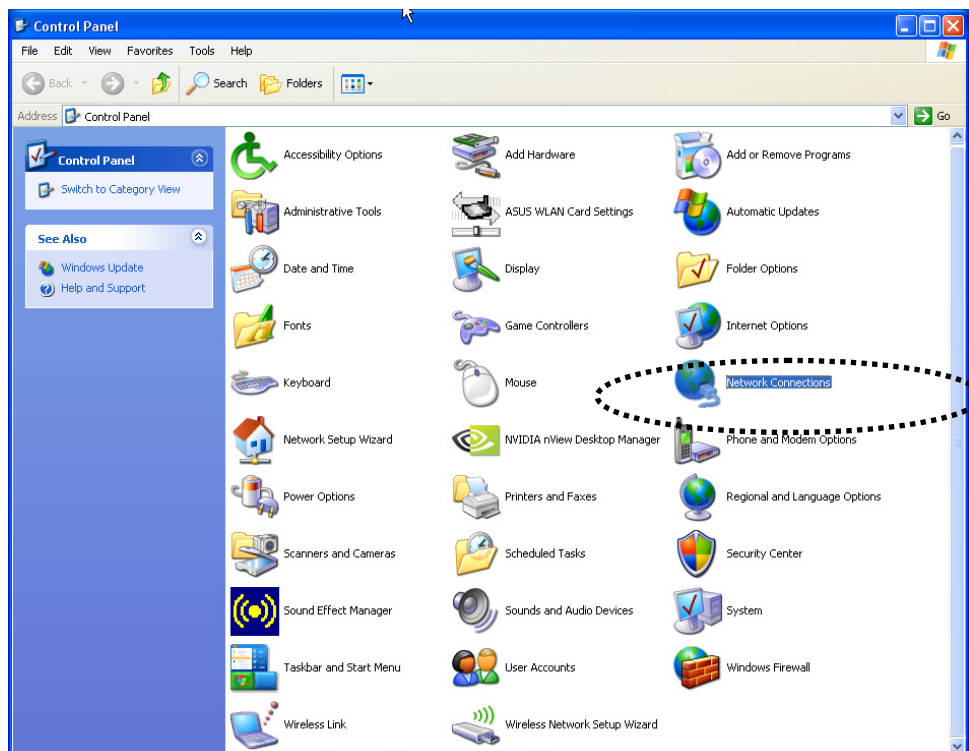 Control Panel
File Edit View Favorites Tools Help
Back Search Folders
Address Control Panel Go
Control Panel
Switch to Category View
See Also
Windows Update
Help and Support
Accessibility Options Add Hardware Add or Remove Programs
Administrative Tools ASUS WLAN Card Settings Automatic Updates
Date and Time Display Folder Options
Fonts Game Controllers Internet Options
Keyboard Mouse Network Connections
Network Setup Wizard NVIDIA nView Desktop Manager Phone and Modem Options
Power Options Printers and Faxes Regional and Language Options
Scanners and Cameras Scheduled Tasks Security Center
Sound Effect Manager Sounds and Audio Devices System
Taskbar and Start Menu User Accounts Windows Firewall
Wireless Link Wireless Network Setup Wizard